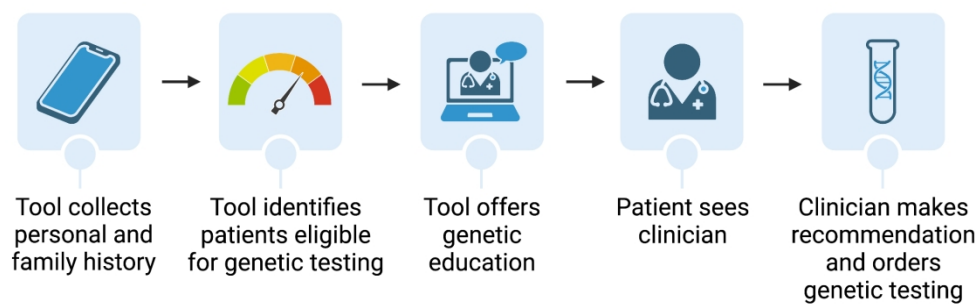 Tool collects
personal and
family history
Tool identifies
patients eligible
for genetic testing
Tool offers
genetic
education
Patient sees
clinician
Clinician makes
recommendation
and orders
genetic testing